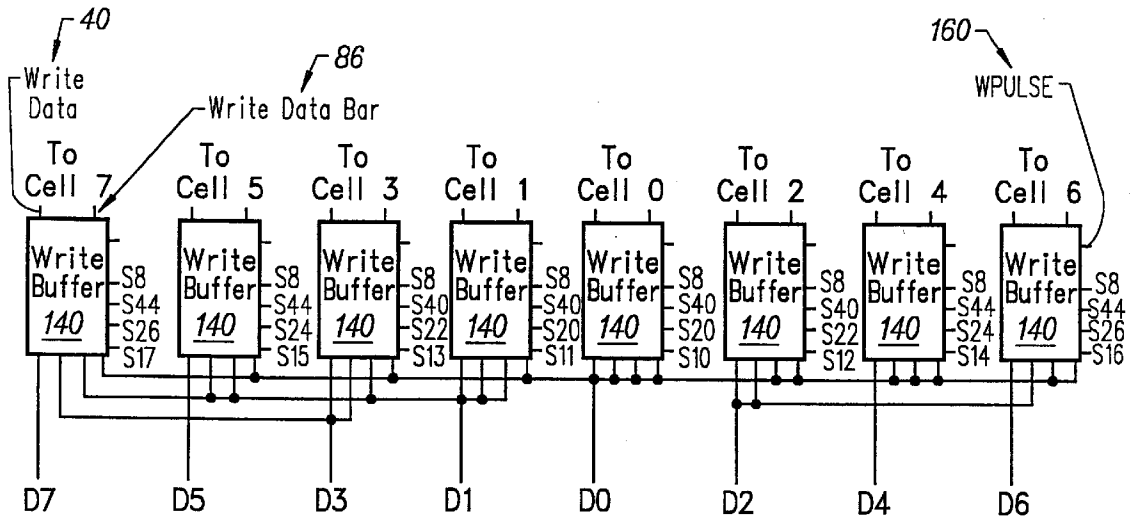 40
Write
Data
86
Write Data Bar
160
WPULSE
To
Cell 7
To
Cell 5
To
Cell 3
To
Cell 1
To
Cell 0
To
Cell 2
To
Cell 4
To
Cell 6
Write
Buffer
140
S8
S44
S26
S17
Write
Buffer
140
S8
S44
S24
S15
Write
Buffer
140
S8
S40
S22
S13
Write
Buffer
140
S8
S40
S20
S11
Write
Buffer
140
S8
S40
S20
S10
Write
Buffer
140
S8
S40
S22
S12
Write
Buffer
140
S8
S44
S24
S14
Write
Buffer
140
S8
S44
S26
S16
D7
D5
D3
D1
D0
D2
D4
D6